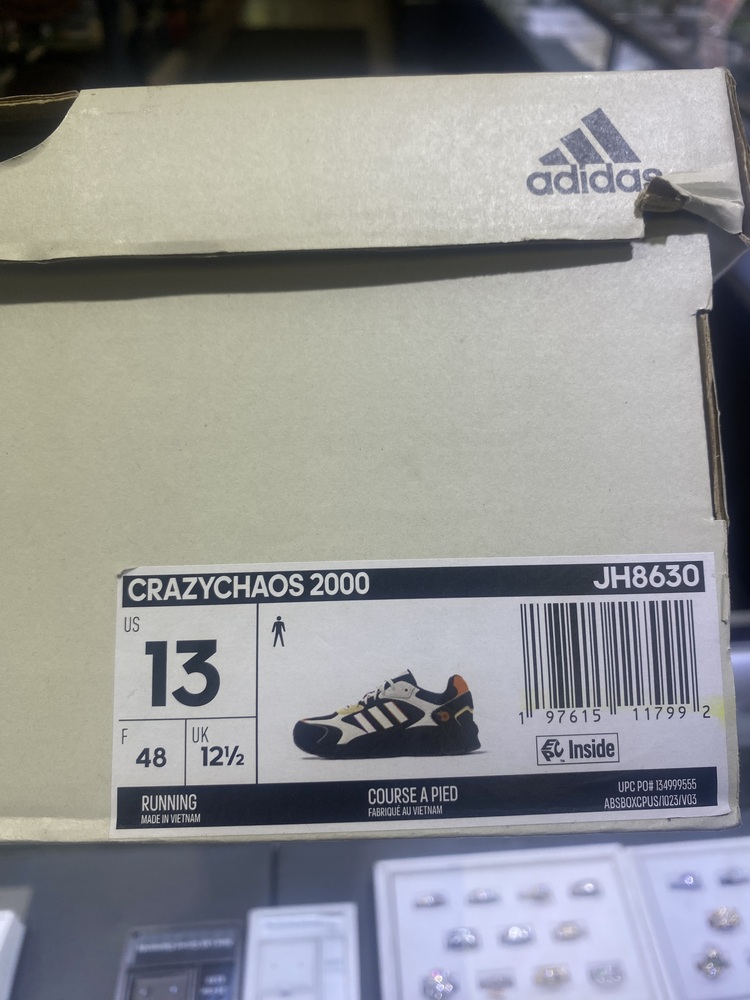 adidas
CRAZYCHAOS 2000 JH8630
US
13
F
48
UK
12½
1 97615 11799 2
EPC Inside
RUNNING
MADE IN VIETNAM
COURSE A PIED
FABRIQUÉ AU VIETNAM
UPC PO# 134999555
ABSBOXCPUS/1023/V03